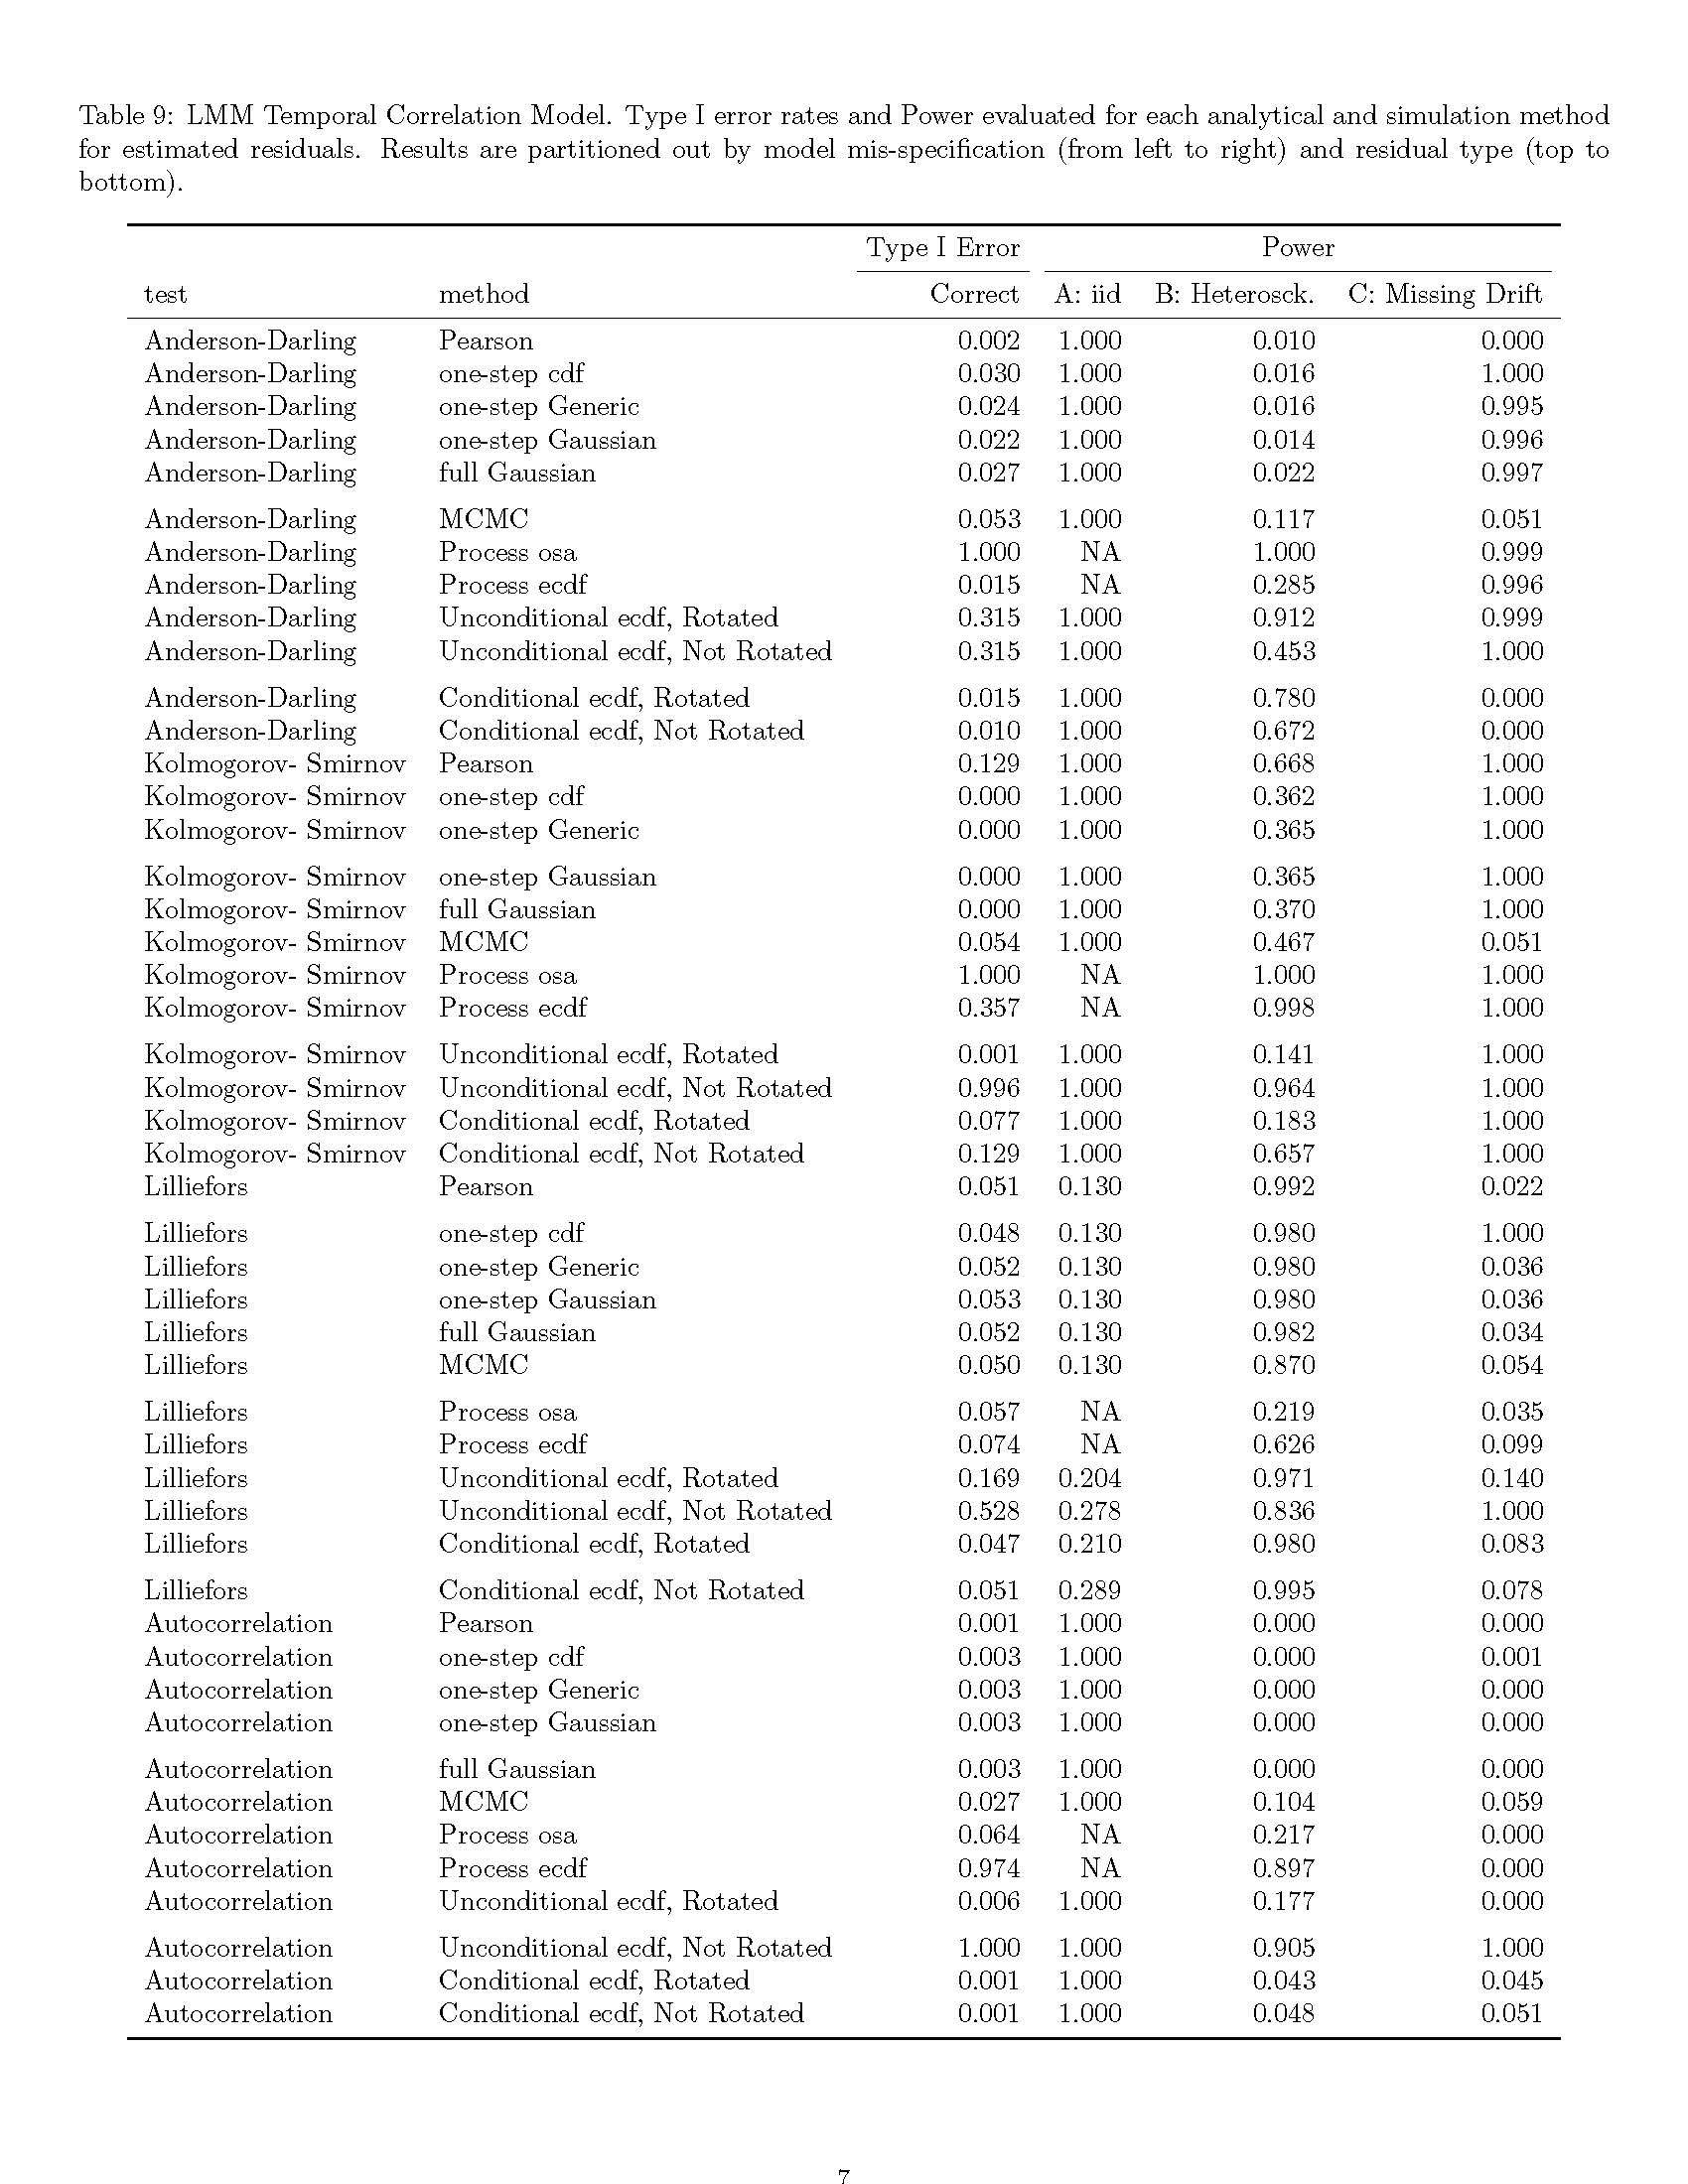 Table 9: LMM Temporal Correlation Model. Type I error rates and Power evaluated for each analytical and simulation method
for estimated residuals. Results are partitioned out by model mis-specification (from left to right) and residual type (top to
bottom).
Type I Error Power
test method Correct A: iid B: Heterosck. C: Missing Drift
Anderson-Darling Pearson 0.002 1.000 0.010 0.000
Anderson-Darling one-step cdf 0.030 1.000 0.016 1.000
Anderson-Darling one-step Generic 0.024 1.000 0.016 0.995
Anderson-Darling one-step Gaussian 0.022 1.000 0.014 0.996
Anderson-Darling full Gaussian 0.027 1.000 0.022 0.997
Anderson-Darling MCMC 0.053 1.000 0.117 0.051
Anderson-Darling Process osa 1.000 NA 1.000 0.999
Anderson-Darling Process ecdf 0.015 NA 0.285 0.996
Anderson-Darling Unconditional ecdf, Rotated 0.315 1.000 0.912 0.999
Anderson-Darling Unconditional ecdf, Not Rotated 0.315 1.000 0.453 1.000
Anderson-Darling Conditional ecdf, Rotated 0.015 1.000 0.780 0.000
Anderson-Darling Conditional ecdf, Not Rotated 0.010 1.000 0.672 0.000
Kolmogorov- Smirnov Pearson 0.129 1.000 0.668 1.000
Kolmogorov- Smirnov one-step cdf 0.000 1.000 0.362 1.000
Kolmogorov- Smirnov one-step Generic 0.000 1.000 0.365 1.000
Kolmogorov- Smirnov one-step Gaussian 0.000 1.000 0.365 1.000
Kolmogorov- Smirnov full Gaussian 0.000 1.000 0.370 1.000
Kolmogorov- Smirnov MCMC 0.054 1.000 0.467 0.051
Kolmogorov- Smirnov Process osa 1.000 NA 1.000 1.000
Kolmogorov- Smirnov Process ecdf 0.357 NA 0.998 1.000
Kolmogorov- Smirnov Unconditional ecdf, Rotated 0.001 1.000 0.141 1.000
Kolmogorov- Smirnov Unconditional ecdf, Not Rotated 0.996 1.000 0.964 1.000
Kolmogorov- Smirnov Conditional ecdf, Rotated 0.077 1.000 0.183 1.000
Kolmogorov- Smirnov Conditional ecdf, Not Rotated 0.129 1.000 0.657 1.000
Lilliefors Pearson 0.051 0.130 0.992 0.022
Lilliefors one-step cdf 0.048 0.130 0.980 1.000
Lilliefors one-step Generic 0.052 0.130 0.980 0.036
Lilliefors one-step Gaussian 0.053 0.130 0.980 0.036
Lilliefors full Gaussian 0.052 0.130 0.982 0.034
Lilliefors MCMC 0.050 0.130 0.870 0.054
Lilliefors Process osa 0.057 NA 0.219 0.035
Lilliefors Process ecdf 0.074 NA 0.626 0.099
Lilliefors Unconditional ecdf, Rotated 0.169 0.204 0.971 0.140
Lilliefors Unconditional ecdf, Not Rotated 0.528 0.278 0.836 1.000
Lilliefors Conditional ecdf, Rotated 0.047 0.210 0.980 0.083
Lilliefors Conditional ecdf, Not Rotated 0.051 0.289 0.995 0.078
Autocorrelation Pearson 0.001 1.000 0.000 0.000
Autocorrelation one-step cdf 0.003 1.000 0.000 0.001
Autocorrelation one-step Generic 0.003 1.000 0.000 0.000
Autocorrelation one-step Gaussian 0.003 1.000 0.000 0.000
Autocorrelation full Gaussian 0.003 1.000 0.000 0.000
Autocorrelation MCMC 0.027 1.000 0.104 0.059
Autocorrelation Process osa 0.064 NA 0.217 0.000
Autocorrelation Process ecdf 0.974 NA 0.897 0.000
Autocorrelation Unconditional ecdf, Rotated 0.006 1.000 0.177 0.000
Autocorrelation Unconditional ecdf, Not Rotated 1.000 1.000 0.905 1.000
Autocorrelation Conditional ecdf, Rotated 0.001 1.000 0.043 0.045
Autocorrelation Conditional ecdf, Not Rotated 0.001 1.000 0.048 0.051
7